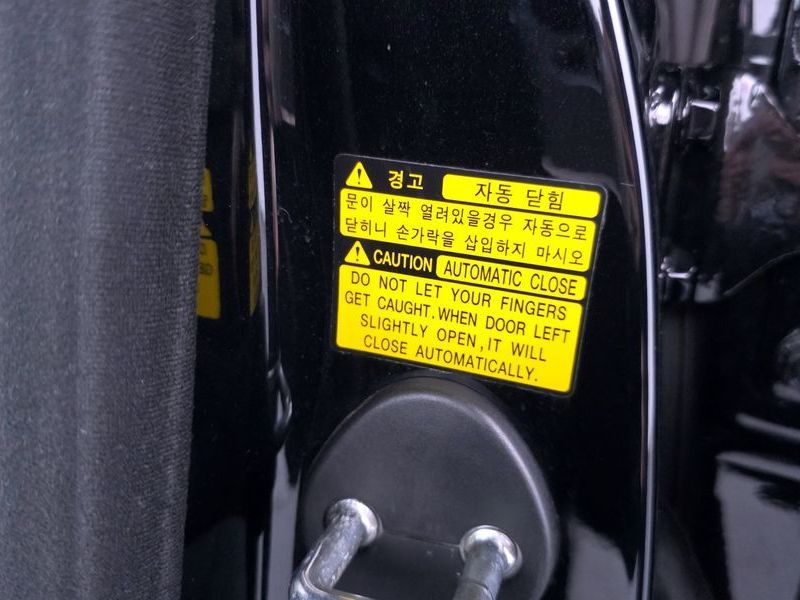 경고 자동 닫힘
문이 살짝 열려있을경우 자동으로
닫히니 손가락을 삽입하지 마시오
CAUTION AUTOMATIC CLOSE
DO NOT LET YOUR FINGERS
GET CAUGHT.WHEN DOOR LEFT
SLIGHTLY OPEN,IT WILL
CLOSE AUTOMATICALLY.